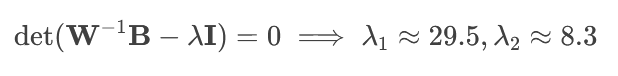 det(W⁻¹B − λI) = 0 ⟹ λ₁ ≈ 29.5, λ₂ ≈ 8.3